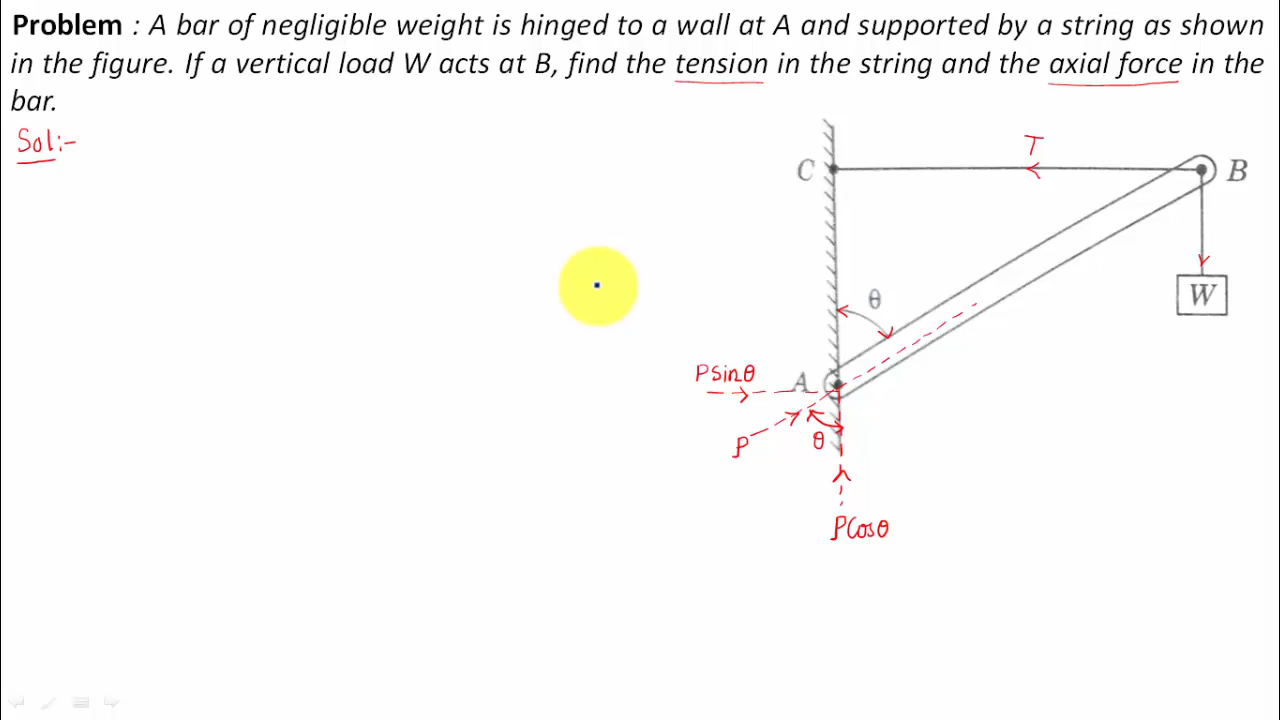 Problem : A bar of negligible weight is hinged to a wall at A and supported by a string as shown
in the figure. If a vertical load W acts at B, find the tension in the string and the axial force in the
bar.
Sol:-
T
C
B
θ
W
Psinθ
A
P
θ
Pcosθ